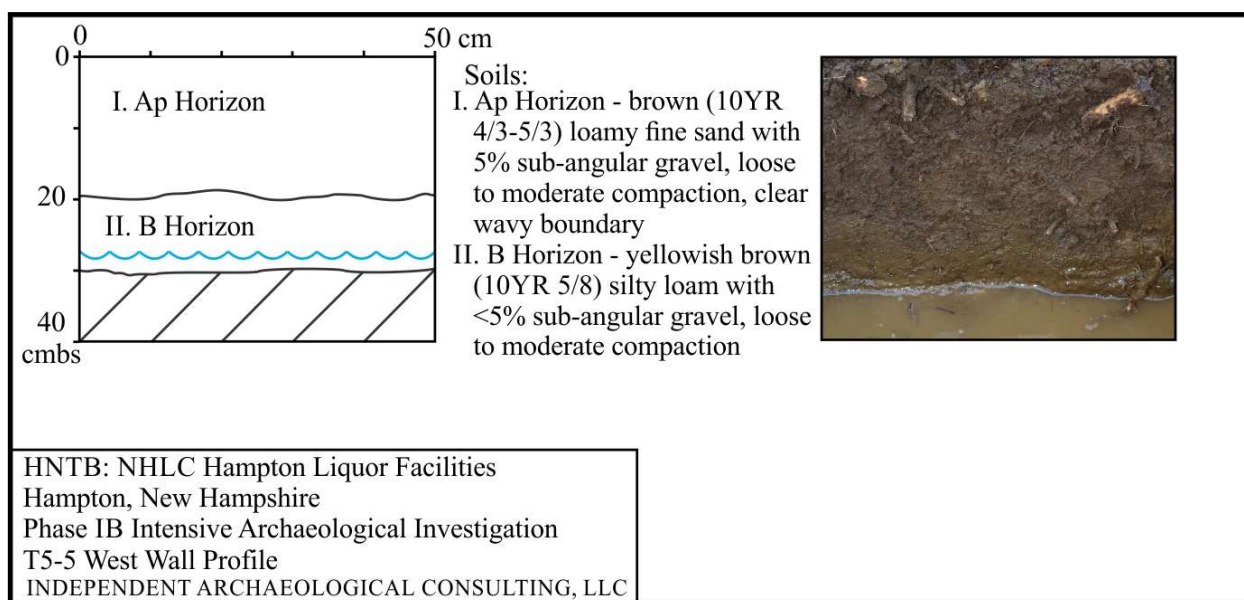 0
50 cm
0
I. Ap Horizon
20
II. B Horizon
40
cmbs
Soils:
I. Ap Horizon - brown (10YR
4/3-5/3) loamy fine sand with
5% sub-angular gravel, loose
to moderate compaction, clear
wavy boundary
II. B Horizon - yellowish brown
(10YR 5/8) silty loam with
<5% sub-angular gravel, loose
to moderate compaction
HNTB: NHLC Hampton Liquor Facilities
Hampton, New Hampshire
Phase IB Intensive Archaeological Investigation
T5-5 West Wall Profile
INDEPENDENT ARCHAEOLOGICAL CONSULTING, LLC